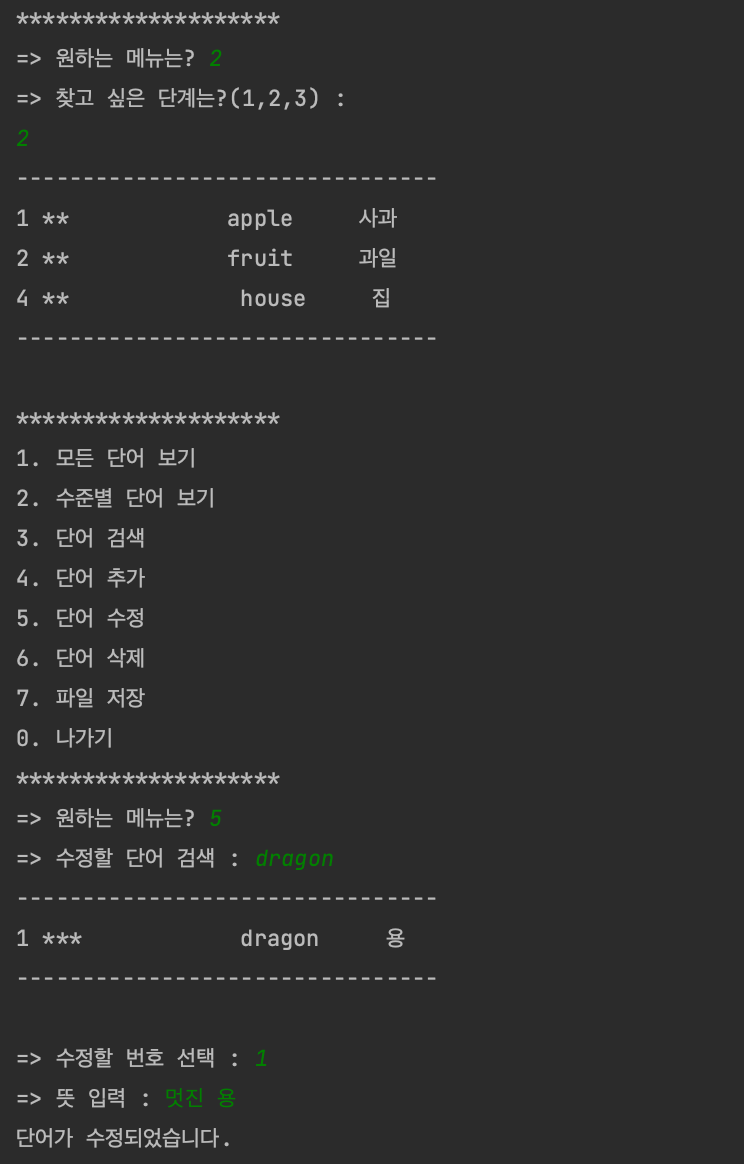 ********************
=> 원하는 메뉴는? 2
=> 찾고 싶은 단계는?(1,2,3) :
2
--------------------------------
1 **            apple     사과
2 **            fruit     과일
4 **             house     집
--------------------------------
********************
1. 모든 단어 보기
2. 수준별 단어 보기
3. 단어 검색
4. 단어 추가
5. 단어 수정
6. 단어 삭제
7. 파일 저장
0. 나가기
********************
=> 원하는 메뉴는? 5
=> 수정할 단어 검색 : dragon
--------------------------------
1 ***            dragon     용
--------------------------------
=> 수정할 번호 선택 : 1
=> 뜻 입력 : 멋진 용
단어가 수정되었습니다.